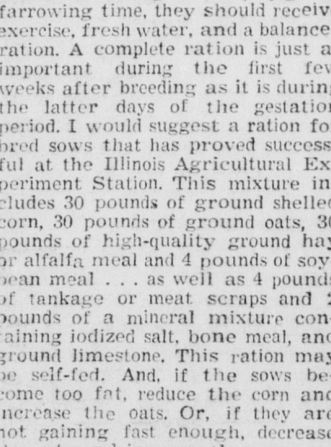 farrowing time, they should receiv
exercise, fresh water, and a balance
ration. A complete ration is just a
important during the first few
weeks after breeding as it is during
the latter days of the gestation
period. I would suggest a ration fo
bred sows that has proved success
ful at the Illinois Agricultural Ex
periment Station. This mixture in
cludes 30 pounds of ground shelle
corn, 30 pounds of ground oats, 30
pounds of high-quality ground hay
or alfalfa meal and 4 pounds of soy
bean meal . . . as well as 4 pound
of tankage or meat scraps and 2
pounds of a mineral mixture con
taining iodized salt, bone meal, and
ground limestone. This ration may
be self-fed. And, if the sows be
come too fat, reduce the corn and
increase the oats. Or, if they are
not gaining fast enough, decreas